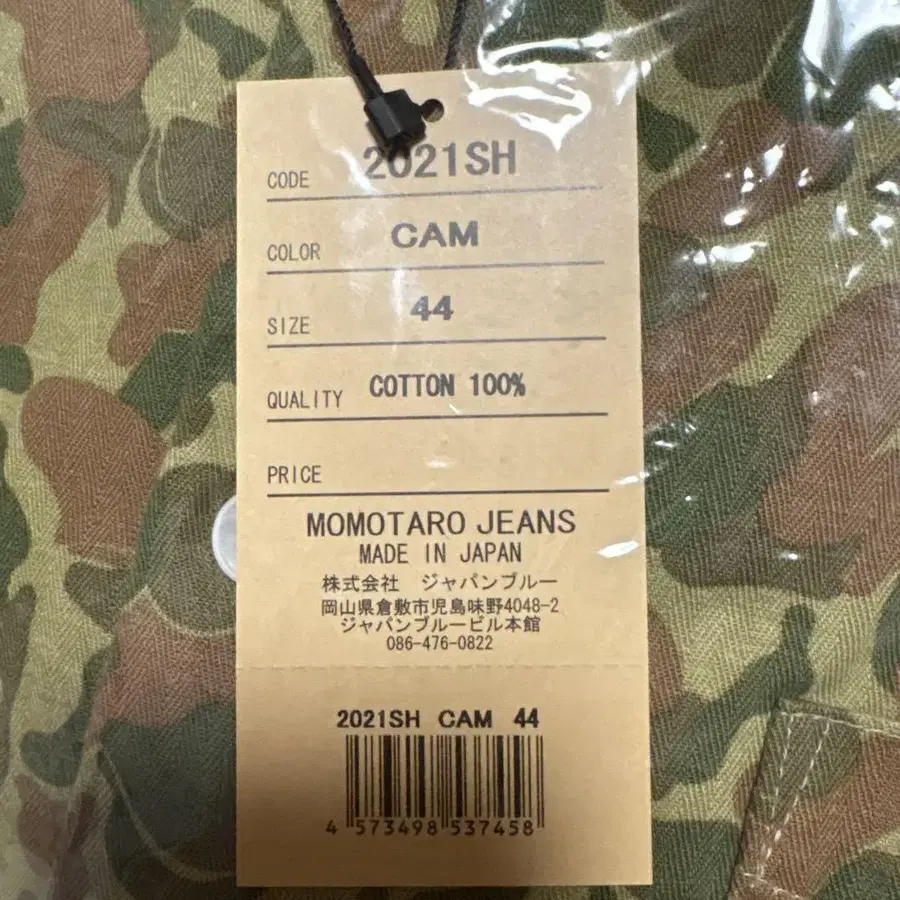 CODE 2021SH
COLOR CAM
SIZE 44
QUALITY COTTON 100%
PRICE
MOMOTARO JEANS
MADE IN JAPAN
株式会社 ジャパンブルー
岡山県倉敷市児島味野4048-2
ジャパンブルービル本館
086-476-0822
2021SH CAM 44
4 573498 537458